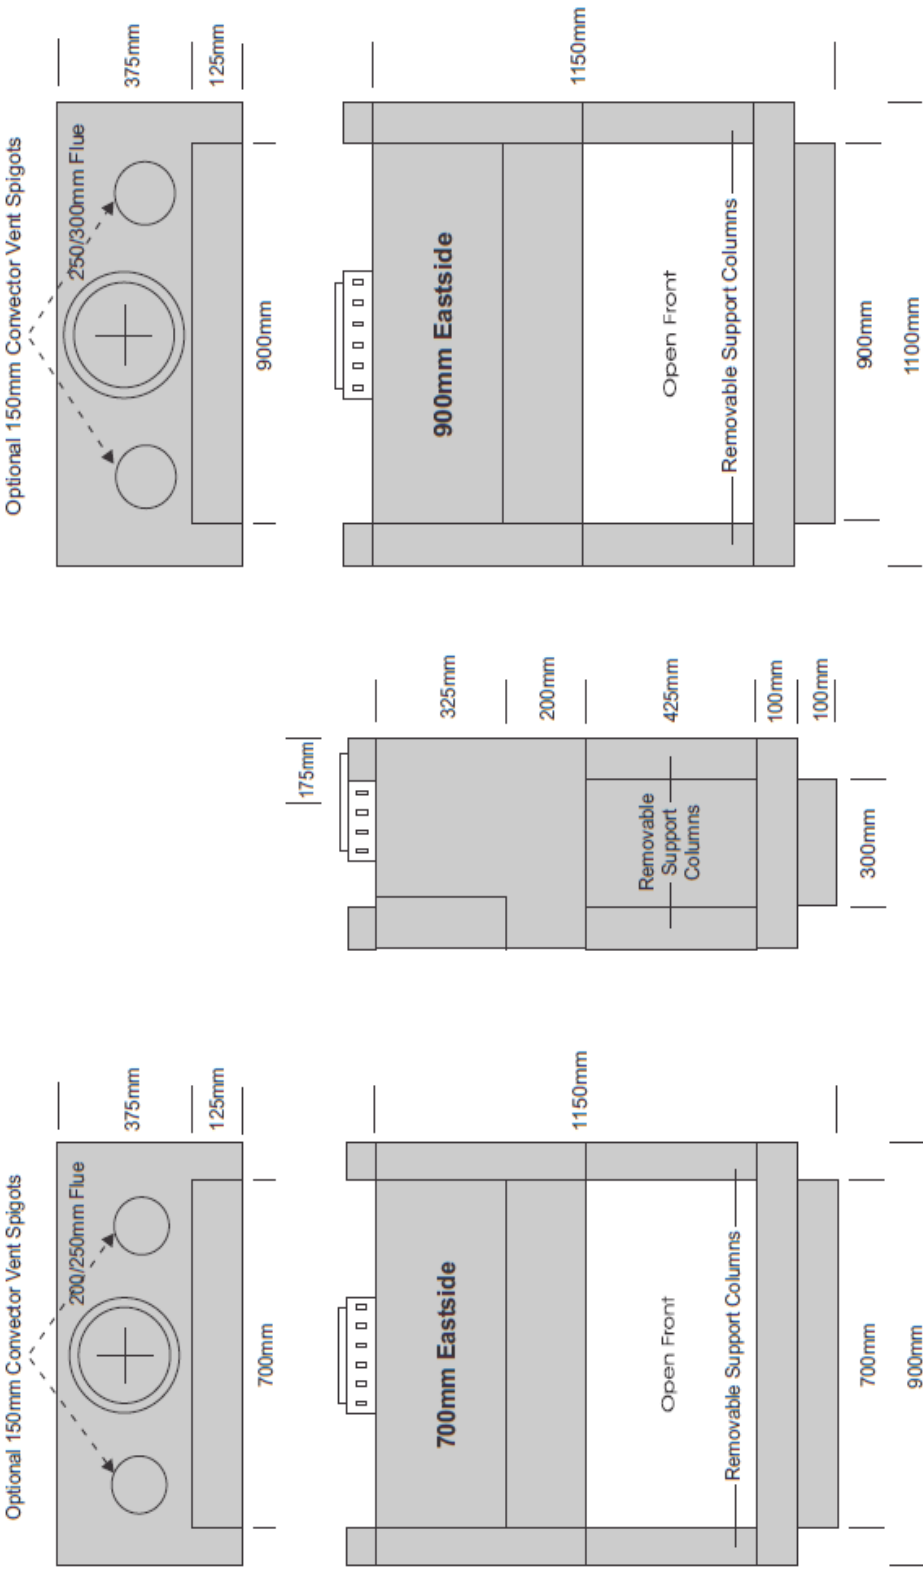 Optional 150mm Convector Vent Spigots
200/250mm Flue
375mm
125mm
700mm
700mm Eastside
Open Front
Removable Support Columns
1150mm
700mm
900mm
175mm
325mm
200mm
425mm
100mm
100mm
Removable
Support
Columns
300mm
Optional 150mm Convector Vent Spigots
250/300mm Flue
375mm
125mm
900mm
900mm Eastside
Open Front
Removable Support Columns
1150mm
900mm
1100mm